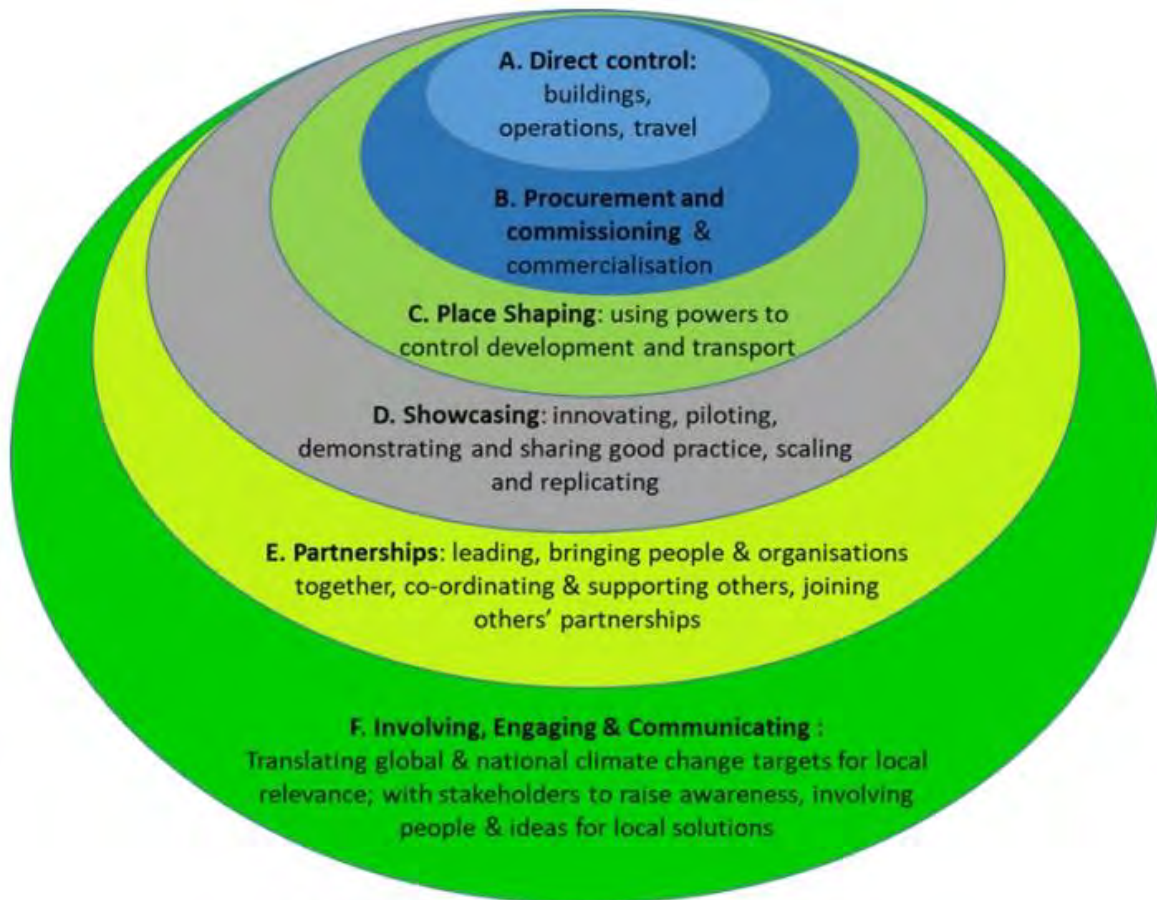 A. Direct control:
buildings,
operations, travel
B. Procurement and
commissioning &
commercialisation
C. Place Shaping: using powers to
control development and transport
D. Showcasing: innovating, piloting,
demonstrating and sharing good practice, scaling
and replicating
E. Partnerships: leading, bringing people & organisations
together, co-ordinating & supporting others, joining
others’ partnerships
F. Involving, Engaging & Communicating :
Translating global & national climate change targets for local
relevance; with stakeholders to raise awareness, involving
people & ideas for local solutions